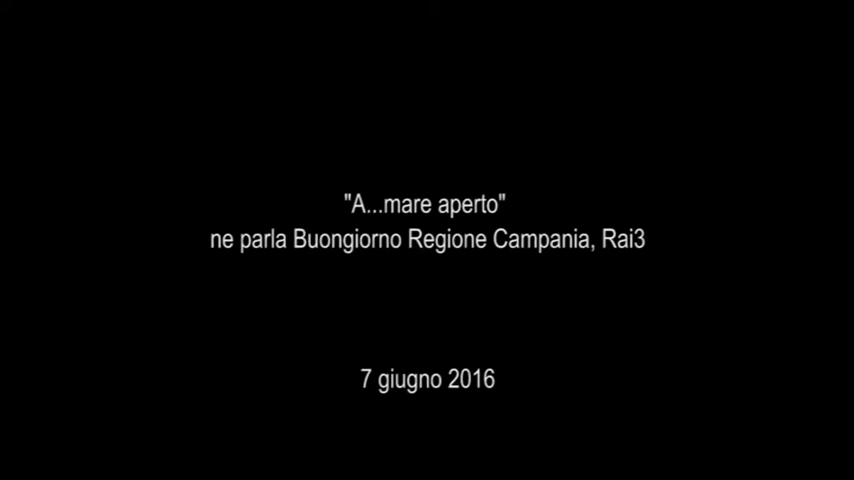 "A...mare aperto"
ne parla Buongiorno Regione Campania, Rai3
7 giugno 2016